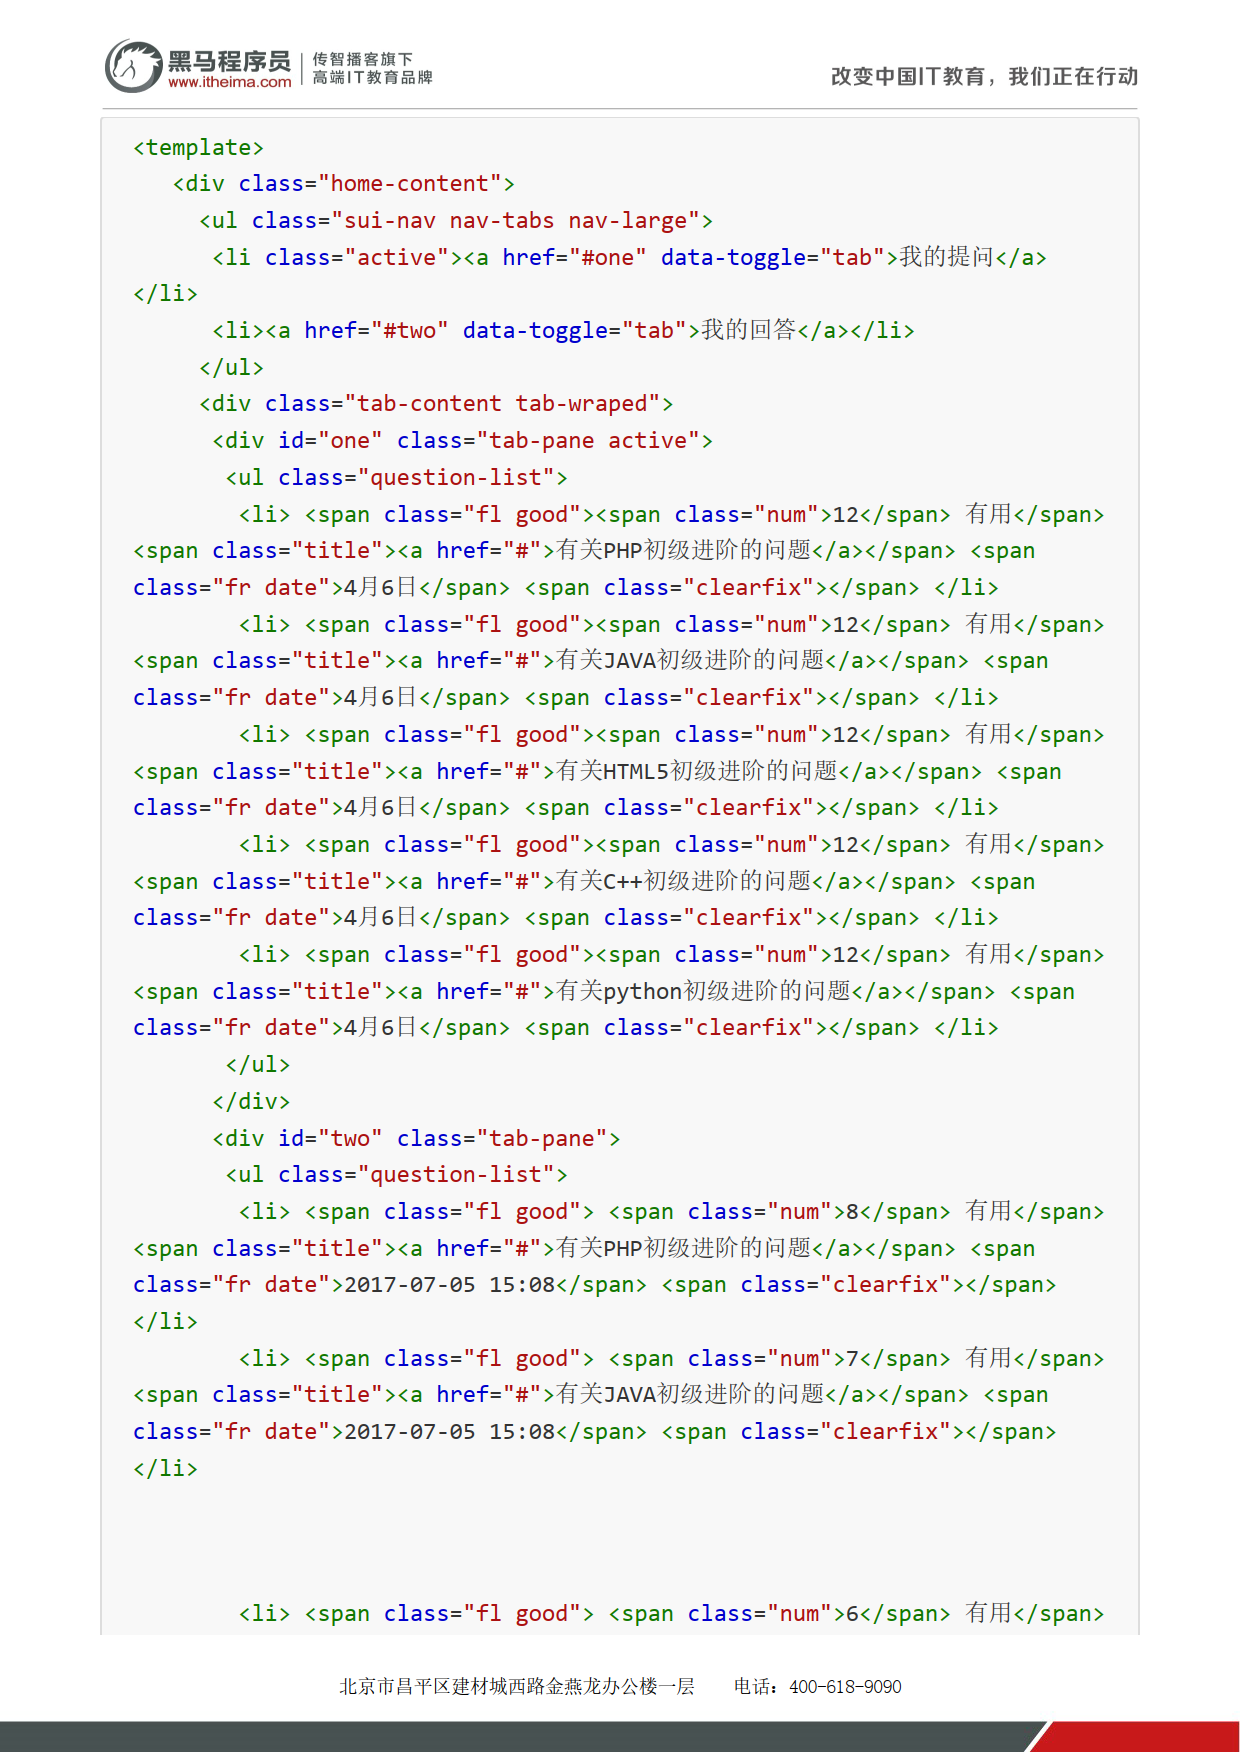 黑马程序员
www.itheima.com
传智播客旗下
高端IT教育品牌
改变中国IT教育，我们正在行动
<template>
<div class="home-content">
<ul class="sui-nav nav-tabs nav-large">
<li class="active"><a href="#one" data-toggle="tab">我的提问</a>
</li>
<li><a href="#two" data-toggle="tab">我的回答</a></li>
</ul>
<div class="tab-content tab-wraped">
<div id="one" class="tab-pane active">
<ul class="question-list">
<li> <span class="fl good"><span class="num">12</span> 有用</span>
<span class="title"><a href="#">有关PHP初级进阶的问题</a></span> <span
class="fr date">4月6日</span> <span class="clearfix"></span> </li>
<li> <span class="fl good"><span class="num">12</span> 有用</span>
<span class="title"><a href="#">有关JAVA初级进阶的问题</a></span> <span
class="fr date">4月6日</span> <span class="clearfix"></span> </li>
<li> <span class="fl good"><span class="num">12</span> 有用</span>
<span class="title"><a href="#">有关HTML5初级进阶的问题</a></span> <span
class="fr date">4月6日</span> <span class="clearfix"></span> </li>
<li> <span class="fl good"><span class="num">12</span> 有用</span>
<span class="title"><a href="#">有关C++初级进阶的问题</a></span> <span
class="fr date">4月6日</span> <span class="clearfix"></span> </li>
<li> <span class="fl good"><span class="num">12</span> 有用</span>
<span class="title"><a href="#">有关python初级进阶的问题</a></span> <span
class="fr date">4月6日</span> <span class="clearfix"></span> </li>
</ul>
</div>
<div id="two" class="tab-pane">
<ul class="question-list">
<li> <span class="fl good"> <span class="num">8</span> 有用</span>
<span class="title"><a href="#">有关PHP初级进阶的问题</a></span> <span
class="fr date">2017-07-05 15:08</span> <span class="clearfix"></span>
</li>
<li> <span class="fl good"> <span class="num">7</span> 有用</span>
<span class="title"><a href="#">有关JAVA初级进阶的问题</a></span> <span
class="fr date">2017-07-05 15:08</span> <span class="clearfix"></span>
</li>
<li> <span class="fl good"> <span class="num">6</span> 有用</span>
北京市昌平区建材城西路金燕龙办公楼一层 电话：400-618-9090